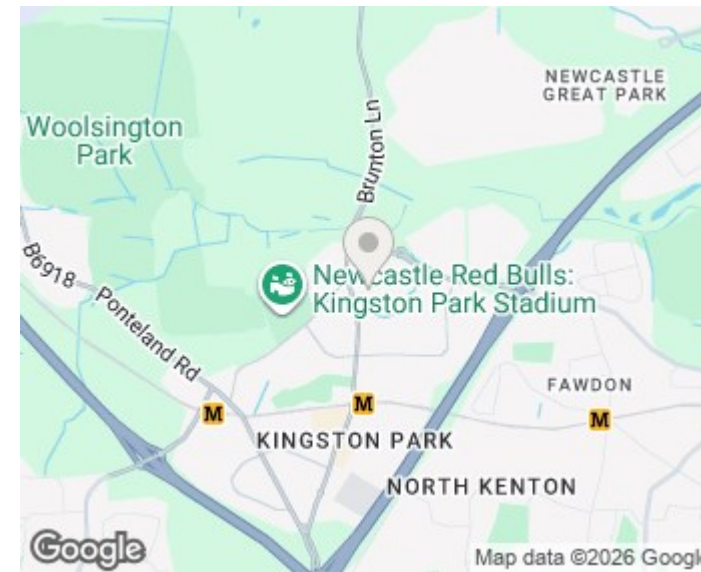 NEWCASTLE
GREAT PARK
Woolsington
Park
Brunton Ln
B6918
Ponteland Rd
Newcastle Red Bulls:
Kingston Park Stadium
FAWDON
M
M
M
KINGSTON PARK
NORTH KENTON
Google
Map data ©2026 Google